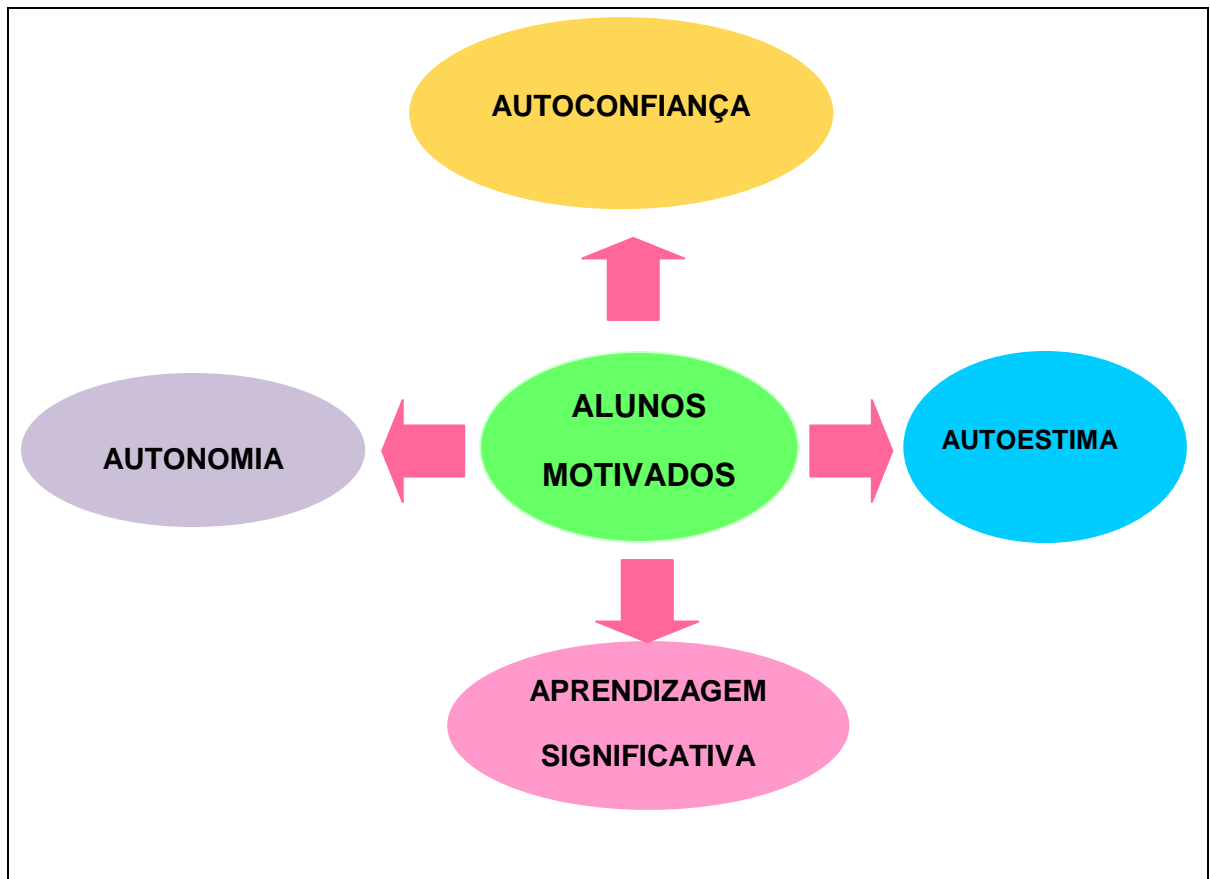 AUTOCONFIANÇA
ALUNOS
MOTIVADOS
AUTONOMIA
AUTOESTIMA
APRENDIZAGEM
SIGNIFICATIVA